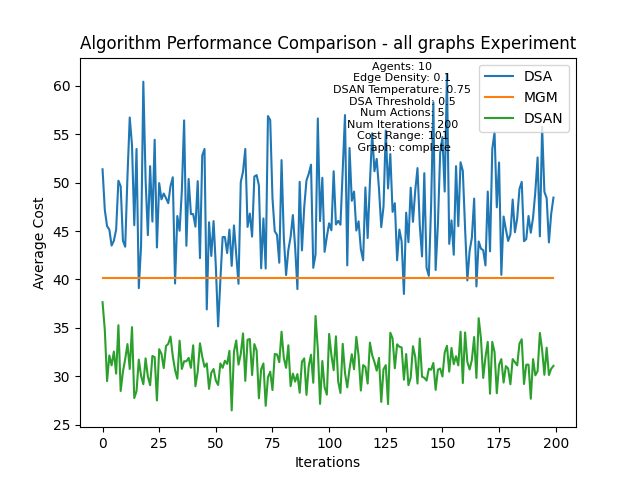 Algorithm Performance Comparison - all graphs Experiment
Agents: 10
Edge Density: 0.1
DSAN Temperature: 0.75
DSA Threshold: 0.5
Num Actions: 5
Num Iterations: 200
Cost Range: 101
Graph: complete
DSA
MGM
DSAN
Average Cost
60
55
50
45
40
35
30
25
0
25
50
75
100
125
150
175
200
Iterations